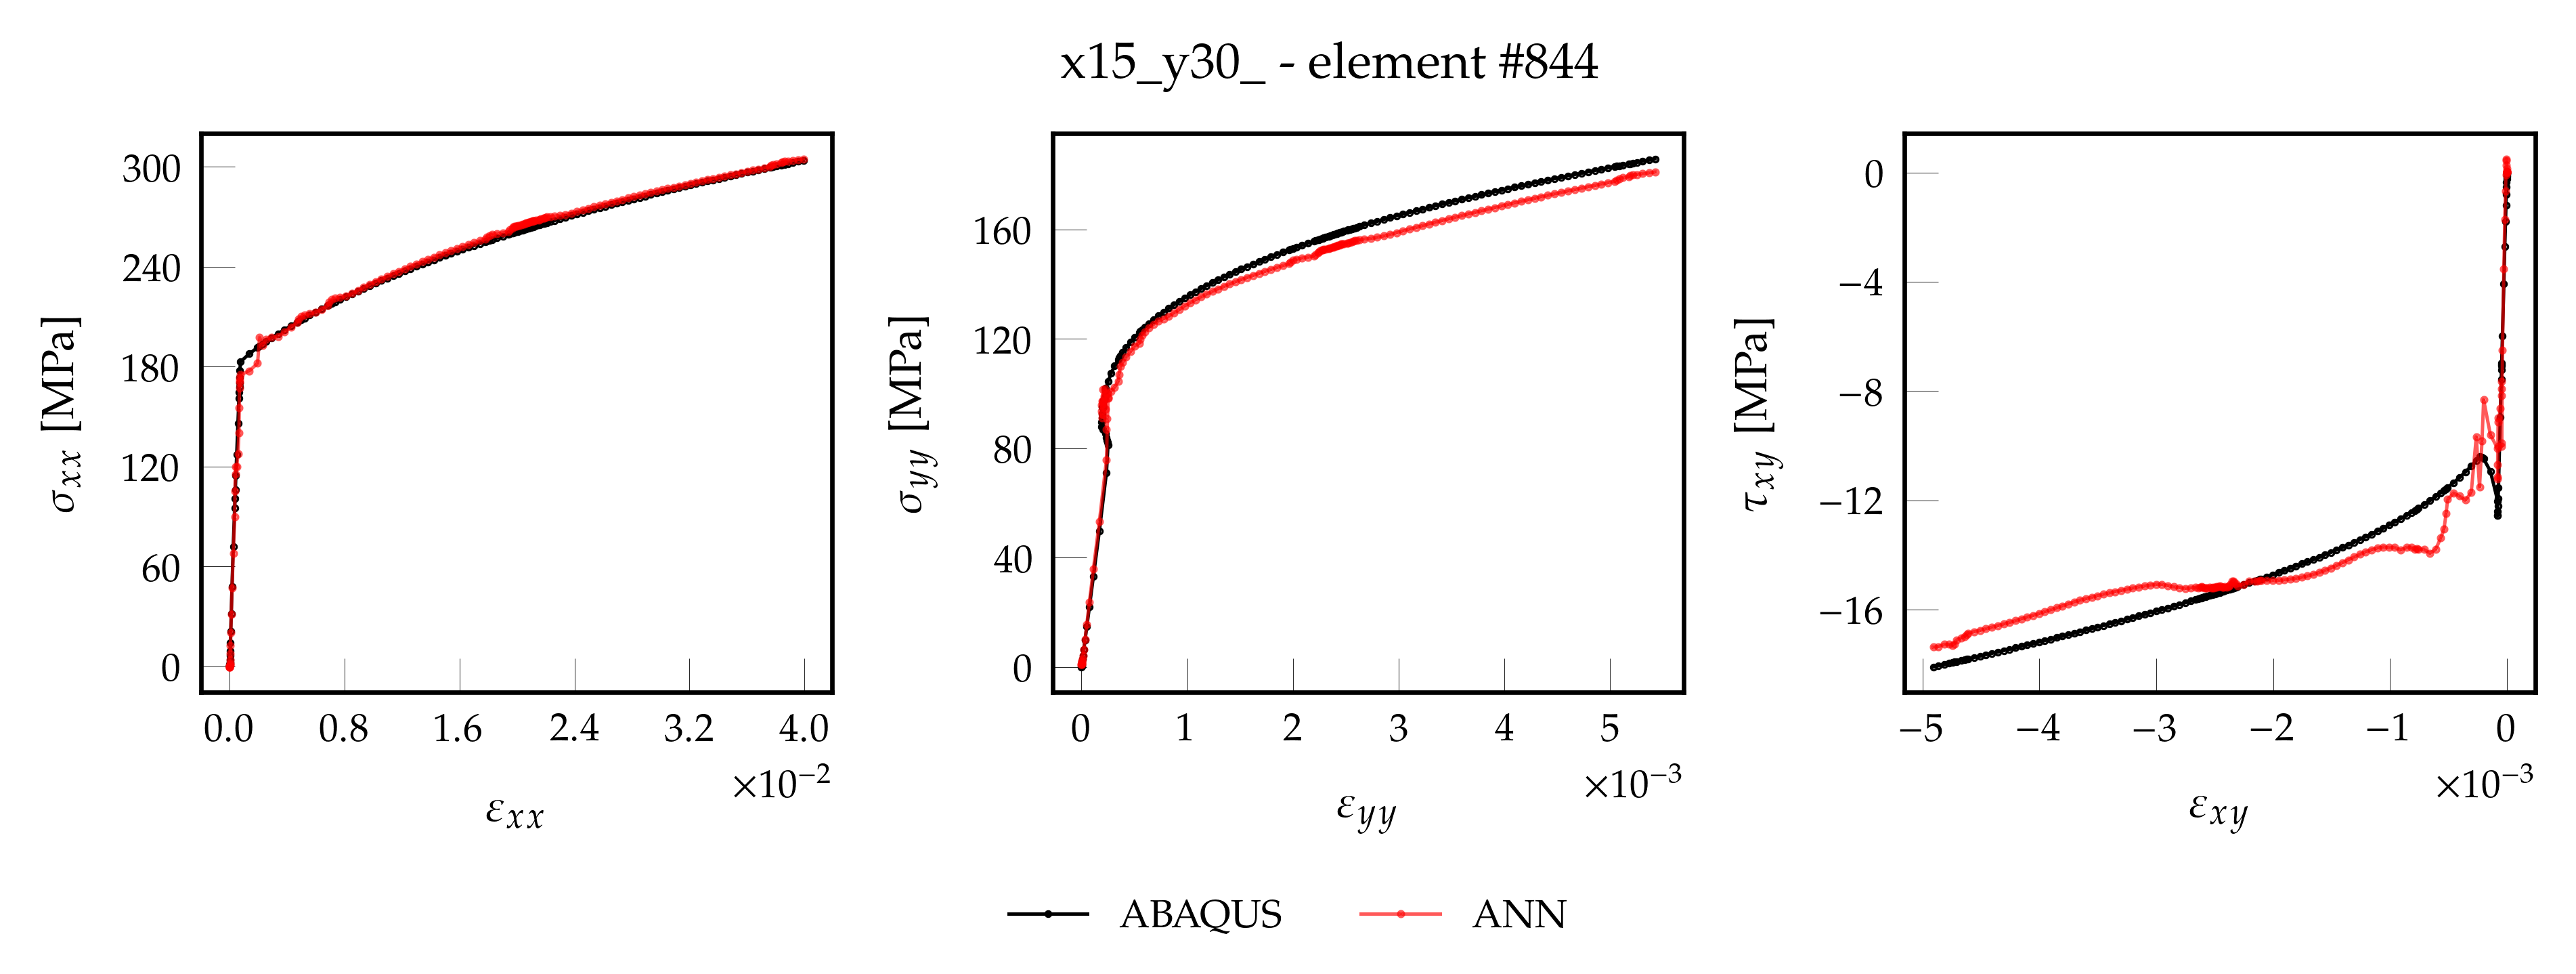 x15_y30_ - element #844
300
240
180
120
60
0
σxx [MPa]
0.0 0.8 1.6 2.4 3.2 4.0
×10−2
εxx
160
120
80
40
0
σyy [MPa]
0 1 2 3 4 5
×10−3
εyy
0
−4
−8
−12
−16
τxy [MPa]
−5 −4 −3 −2 −1 0
×10−3
εxy
ABAQUS ANN